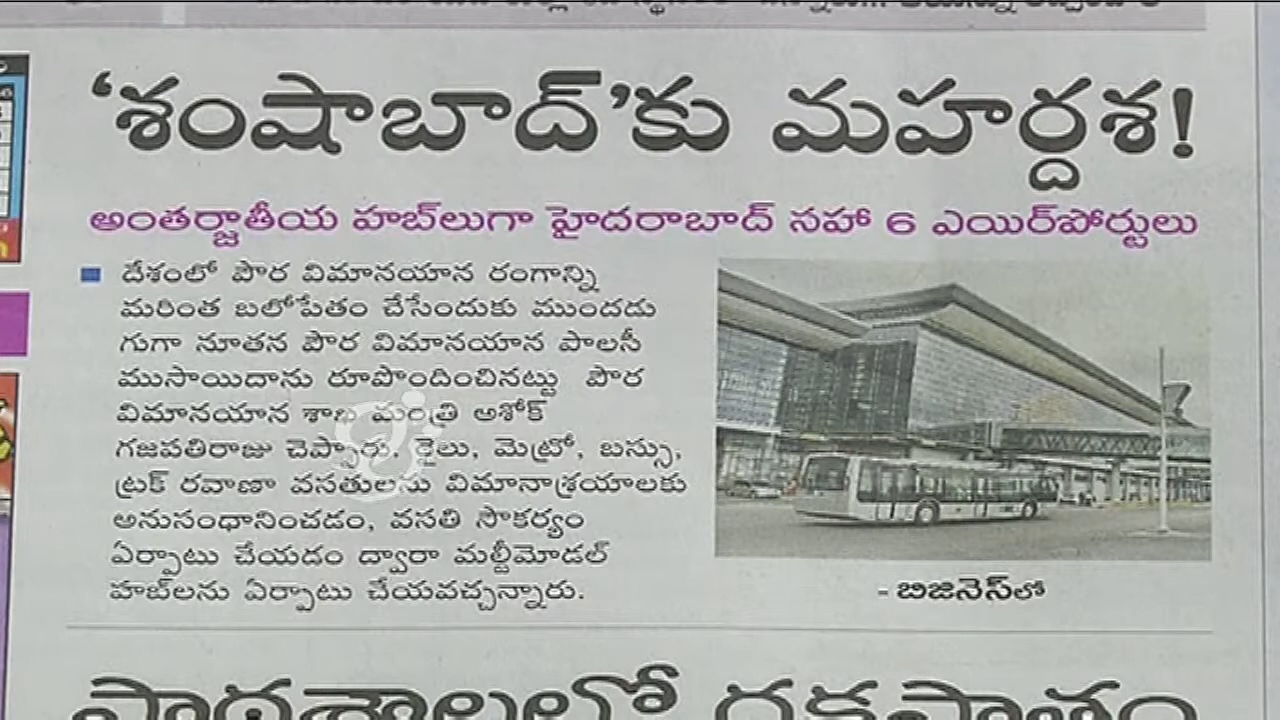 ‘శంషాబాద్’కు మహర్దశ!
అంతర్జాతీయ హబ్‌లుగా హైదరాబాద్ సహా 6 ఎయిర్‌పోర్టులు
దేశంలో పౌర విమానయాన రంగాన్ని
మరింత బలోపేతం చేసేందుకు ముందడు
గుగా నూతన పౌర విమానయాన పాలసీ
ముసాయిదాను రూపొందించినట్టు పౌర
విమానయాన శాఖ మంత్రి అశోక్
గజపతిరాజు చెప్పారు. రైలు, మెట్రో, బస్సు,
ట్రక్ రవాణా వసతులను విమానాశ్రయాలకు
అనుసంధానించడం, వసతి సౌకర్యం
ఏర్పాటు చేయడం ద్వారా మల్టీమోడల్
హబ్‌లను ఏర్పాటు చేయవచ్చన్నారు.
- బిజినెస్‌లో